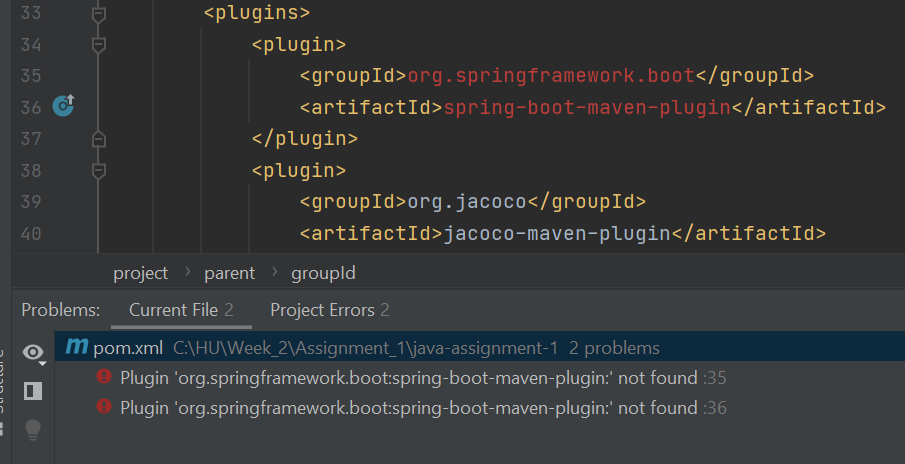 33 <plugins>
34 <plugin>
35 <groupId>org.springframework.boot</groupId>
36 <artifactId>spring-boot-maven-plugin</artifactId>
37 </plugin>
38 <plugin>
39 <groupId>org.jacoco</groupId>
40 <artifactId>jacoco-maven-plugin</artifactId>
project › parent › groupId
Problems: Current File 2 Project Errors 2
m pom.xml C:\HU\Week_2\Assignment_1\java-assignment-1 2 problems
Plugin 'org.springframework.boot:spring-boot-maven-plugin:' not found :35
Plugin 'org.springframework.boot:spring-boot-maven-plugin:' not found :36